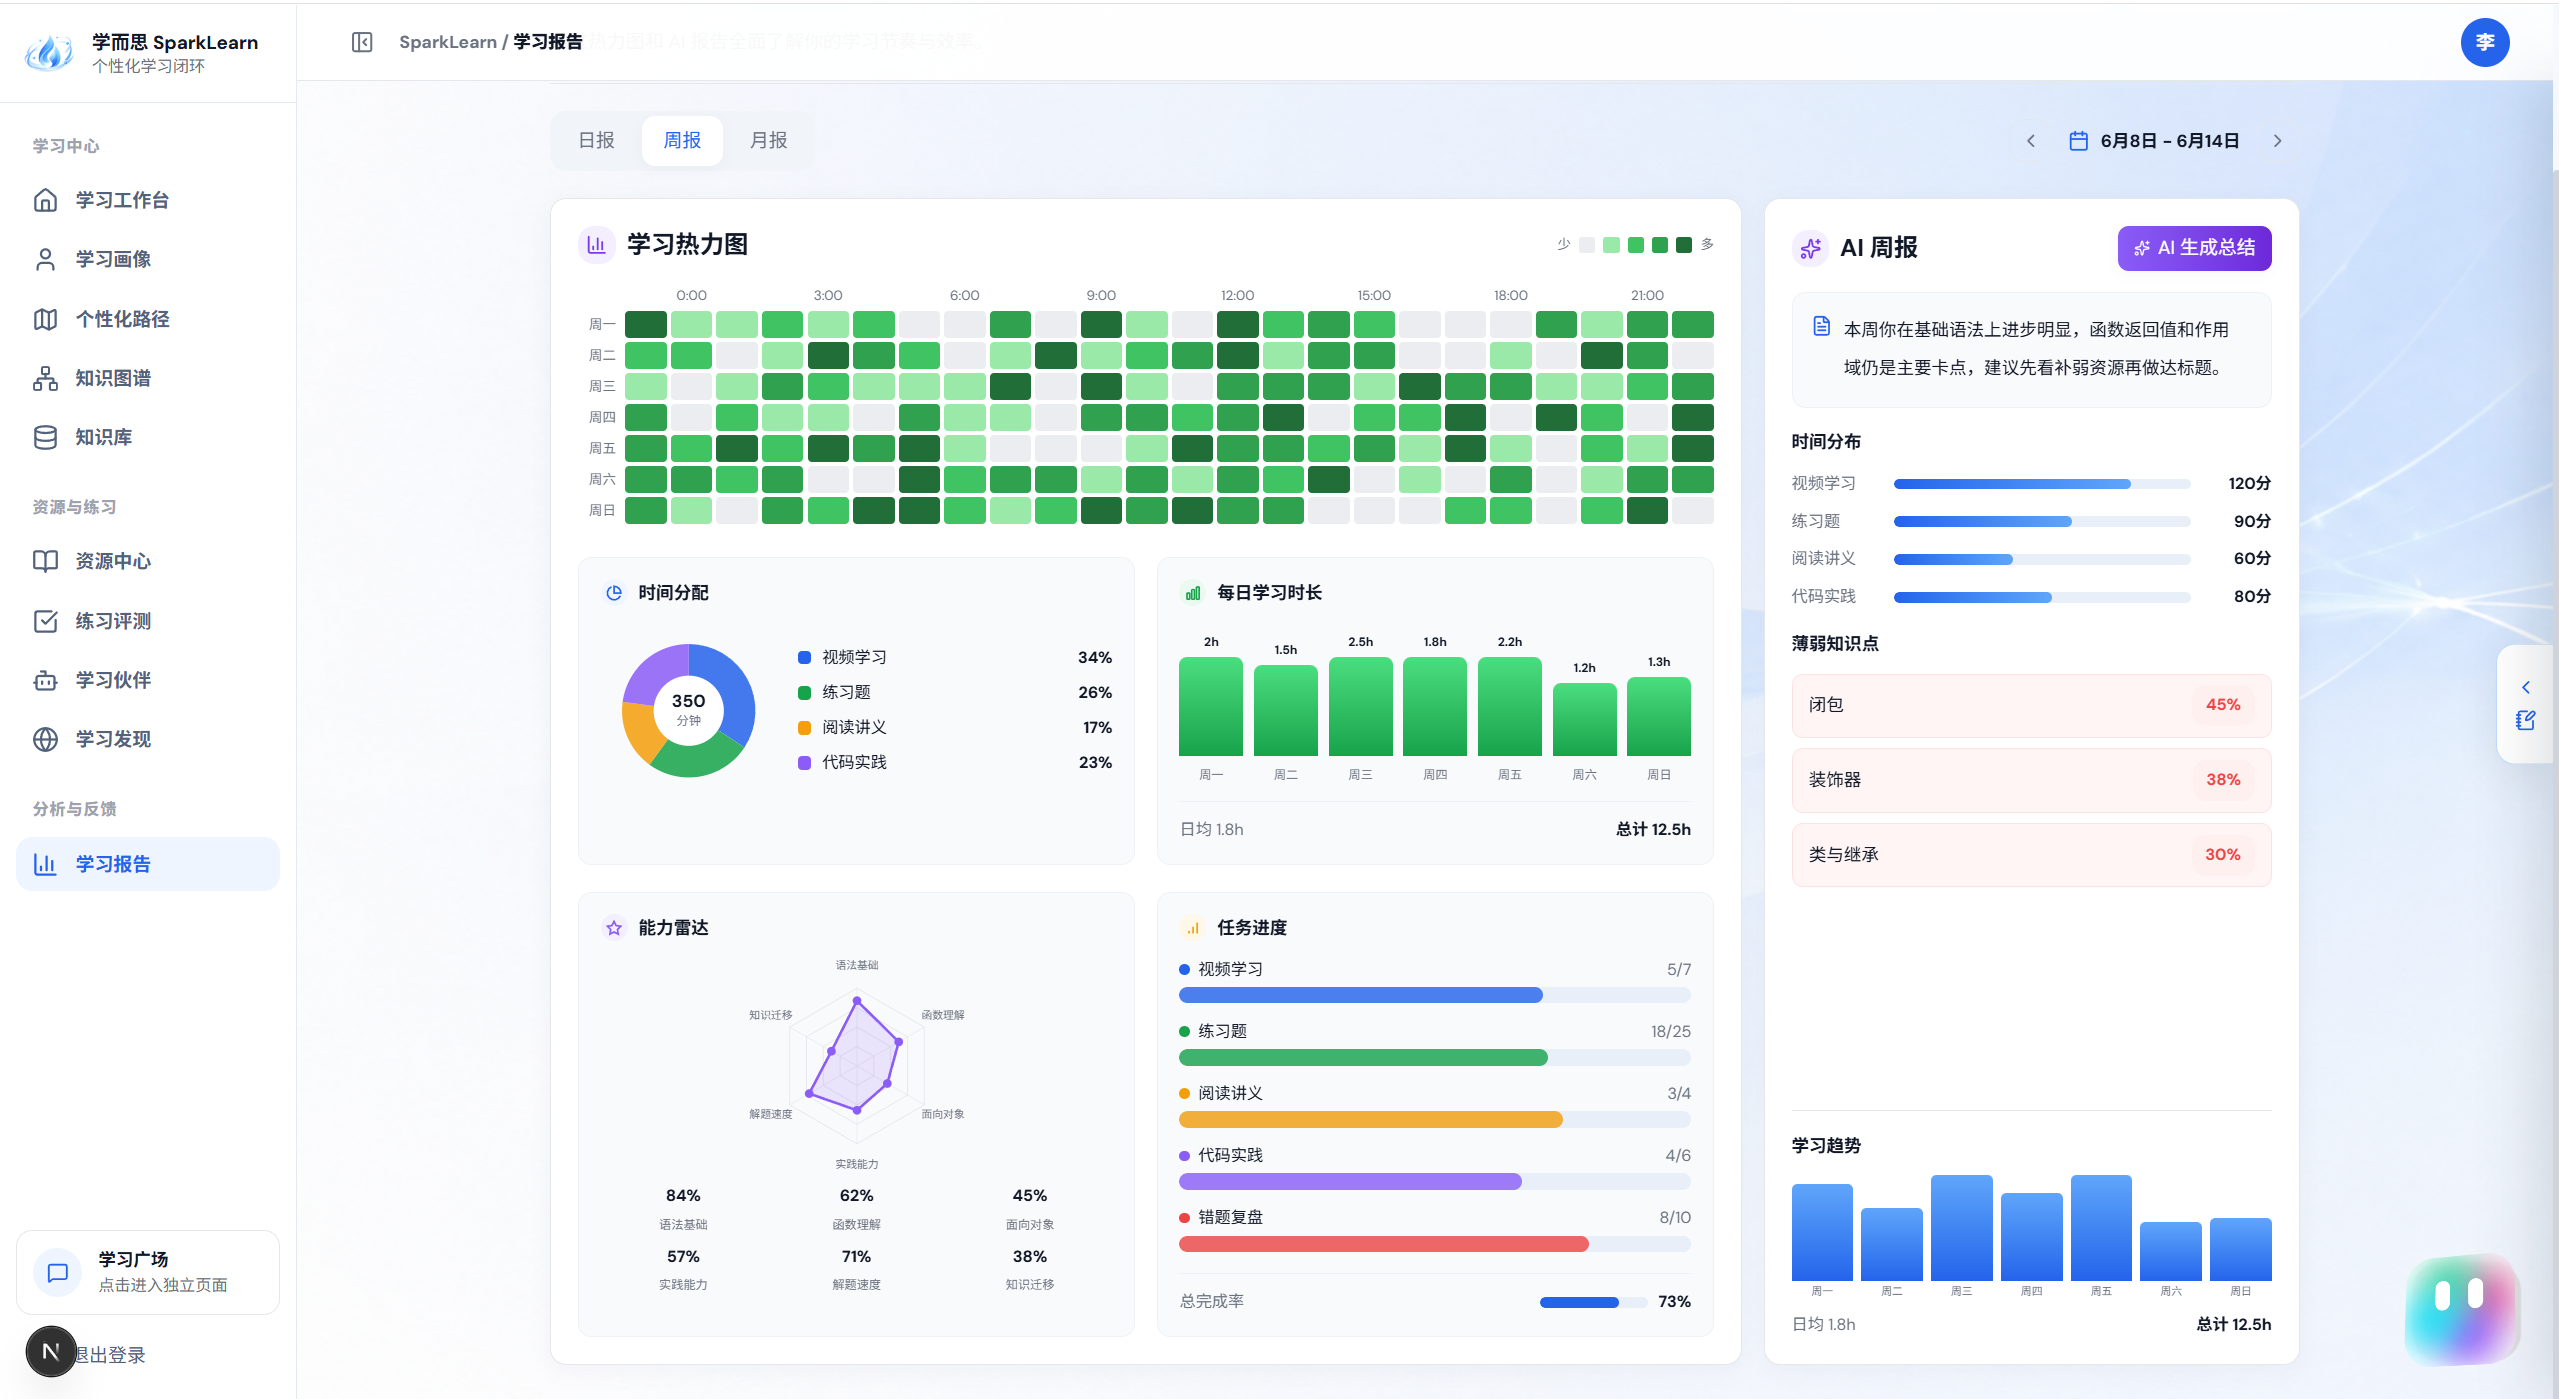 学而思 SparkLearn
个性化学习闭环
学习中心
学习工作台
学习画像
个性化路径
知识图谱
知识库
资源与练习
资源中心
练习评测
学习伙伴
学习发现
分析与反馈
学习报告
学习广场
点击进入独立页面
N
退出登录
SparkLearn / 学习报告
热力图和 AI 报告全面了解你的学习节奏与效率。
李
日报
周报
月报
6月8日 - 6月14日
学习热力图
少
多
0:00
3:00
6:00
9:00
12:00
15:00
18:00
21:00
周一
周二
周三
周四
周五
周六
周日
时间分配
350
分钟
视频学习 34%
练习题 26%
阅读讲义 17%
代码实践 23%
每日学习时长
2h
1.5h
2.5h
1.8h
2.2h
1.2h
1.3h
周一
周二
周三
周四
周五
周六
周日
日均 1.8h
总计 12.5h
能力雷达
语法基础
知识迁移
函数理解
解题速度
面向对象
实践能力
84%
62%
45%
语法基础
函数理解
面向对象
57%
71%
38%
实践能力
解题速度
知识迁移
任务进度
视频学习 5/7
练习题 18/25
阅读讲义 3/4
代码实践 4/6
错题复盘 8/10
总完成率 73%
AI 周报
AI 生成总结
本周你在基础语法上进步明显，函数返回值和作用
域仍是主要卡点，建议先看补弱资源再做达标题。
时间分布
视频学习 120分
练习题 90分
阅读讲义 60分
代码实践 80分
薄弱知识点
闭包 45%
装饰器 38%
类与继承 30%
学习趋势
周一
周二
周三
周四
周五
周六
周日
日均 1.8h
总计 12.5h